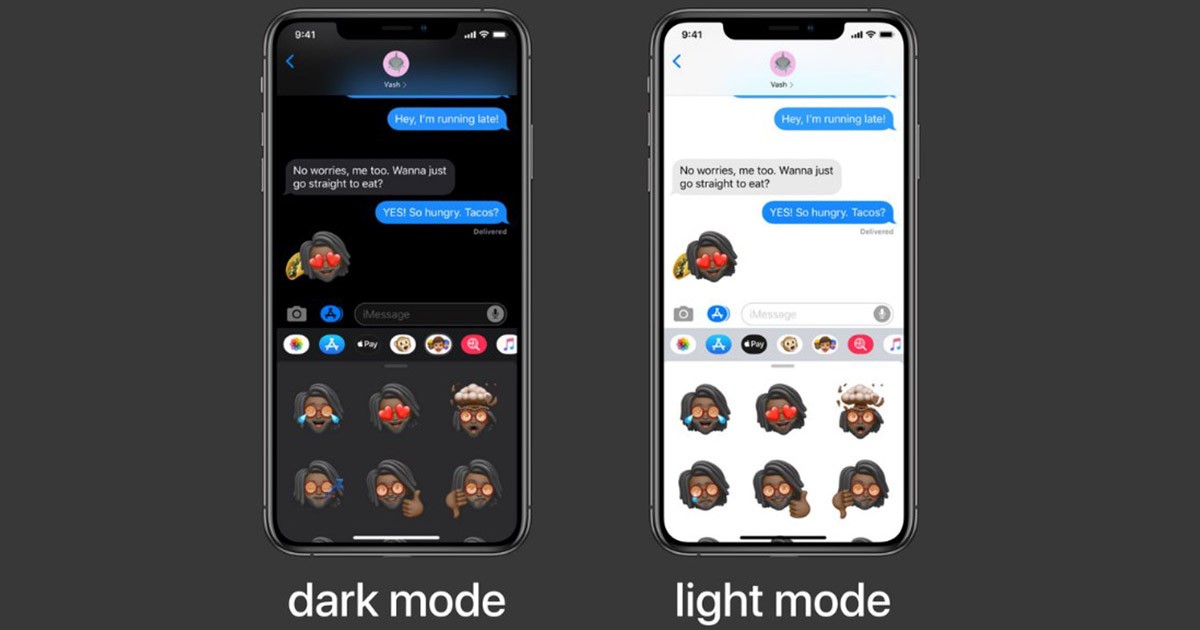 9:41
Vash >
Hey, I'm running late!
No worries, me too. Wanna just
go straight to eat?
YES! So hungry. Tacos?
Delivered
iMessage
Pay
dark mode
9:41
Vash >
Hey, I'm running late!
No worries, me too. Wanna just
go straight to eat?
YES! So hungry. Tacos?
Delivered
iMessage
Pay
light mode